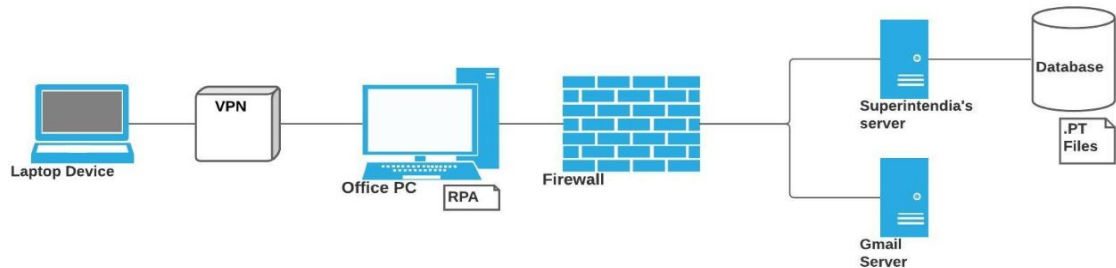 Laptop Device
VPN
Office PC
RPA
Firewall
Superintendia's
server
Database
.PT
Files
Gmail
Server